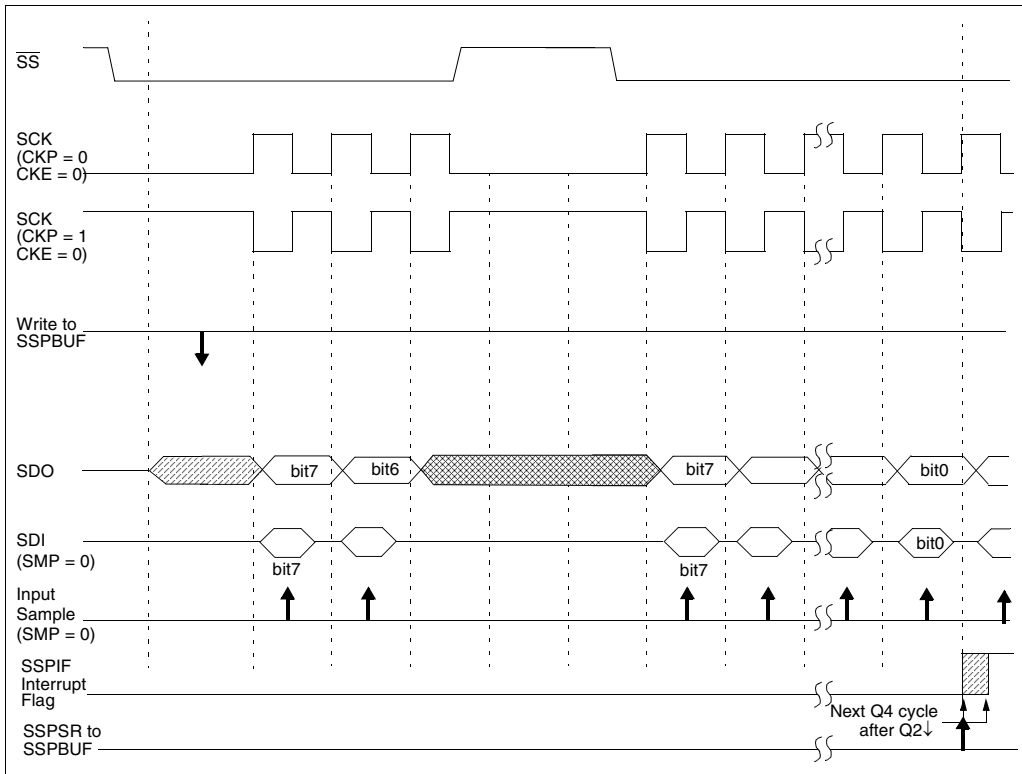 SS
SCK
(CKP = 0
CKE = 0)
SCK
(CKP = 1
CKE = 0)
Write to
SSPBUF
SDO
bit7
bit6
bit7
bit0
SDI
(SMP = 0)
bit7
bit7
bit0
Input
Sample
(SMP = 0)
SSPIF
Interrupt
Flag
Next Q4 cycle
after Q2↓
SSPSR to
SSPBUF